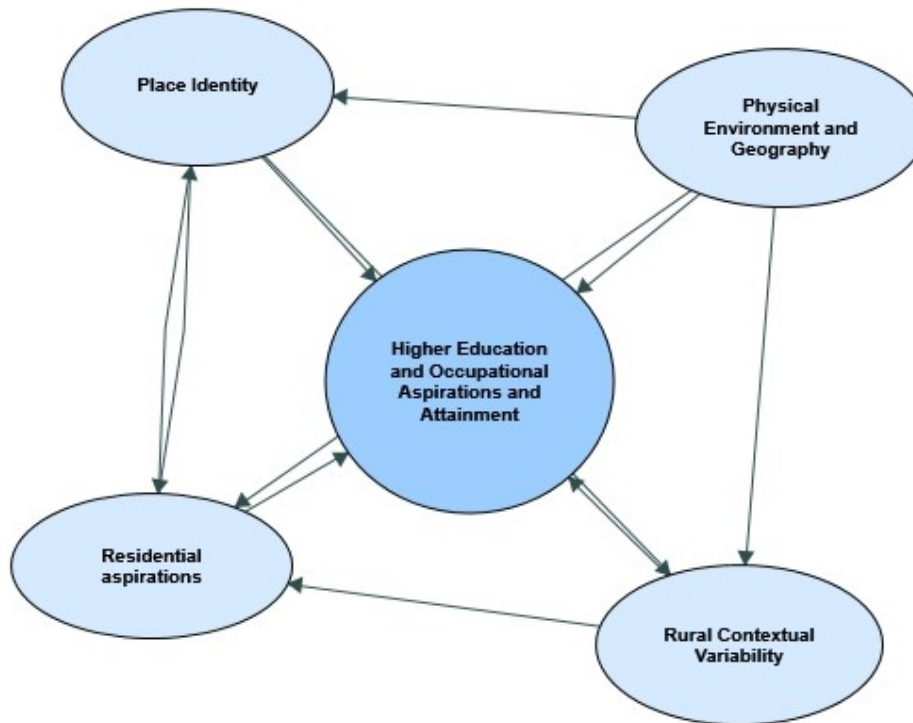 Place Identity
Physical
Environment and
Geography
Higher Education
and Occupational
Aspirations and
Attainment
Residential
aspirations
Rural Contextual
Variability